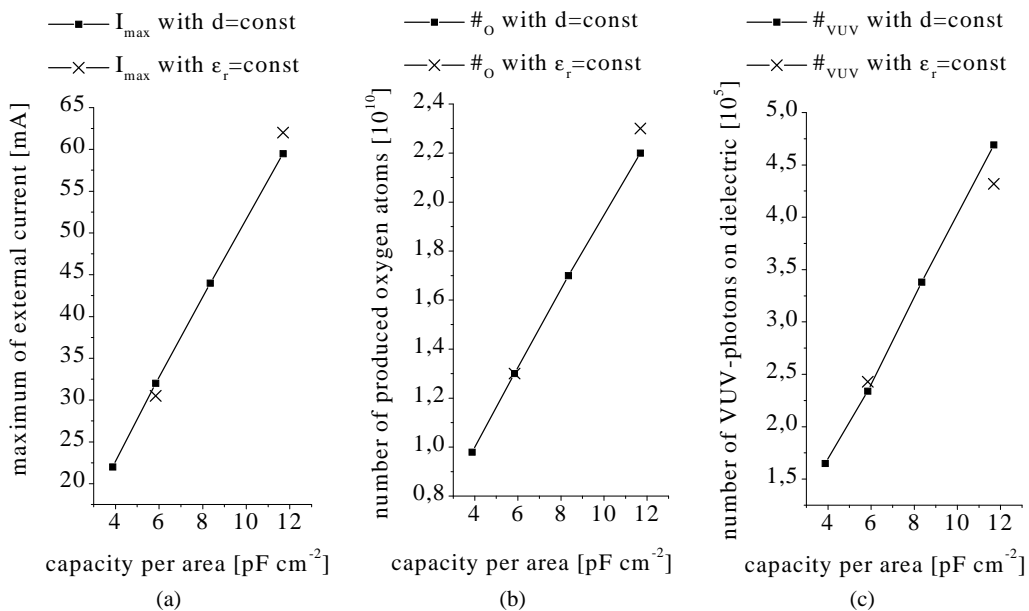 I_max with d=const
I_max with ε_r=const
maximum of external current [mA]
65
60
55
50
45
40
35
30
25
20
4 6 8 10 12
capacity per area [pF cm^-2]
(a)
#_O with d=const
#_O with ε_r=const
number of produced oxygen atoms [10^10]
2,4
2,2
2,0
1,8
1,6
1,4
1,2
1,0
0,8
4 6 8 10 12
capacity per area [pF cm^-2]
(b)
#_VUV with d=const
#_VUV with ε_r=const
number of VUV-photons on dielectric [10^5]
5,0
4,5
4,0
3,5
3,0
2,5
2,0
1,5
4 6 8 10 12
capacity per area [pF cm^-2]
(c)